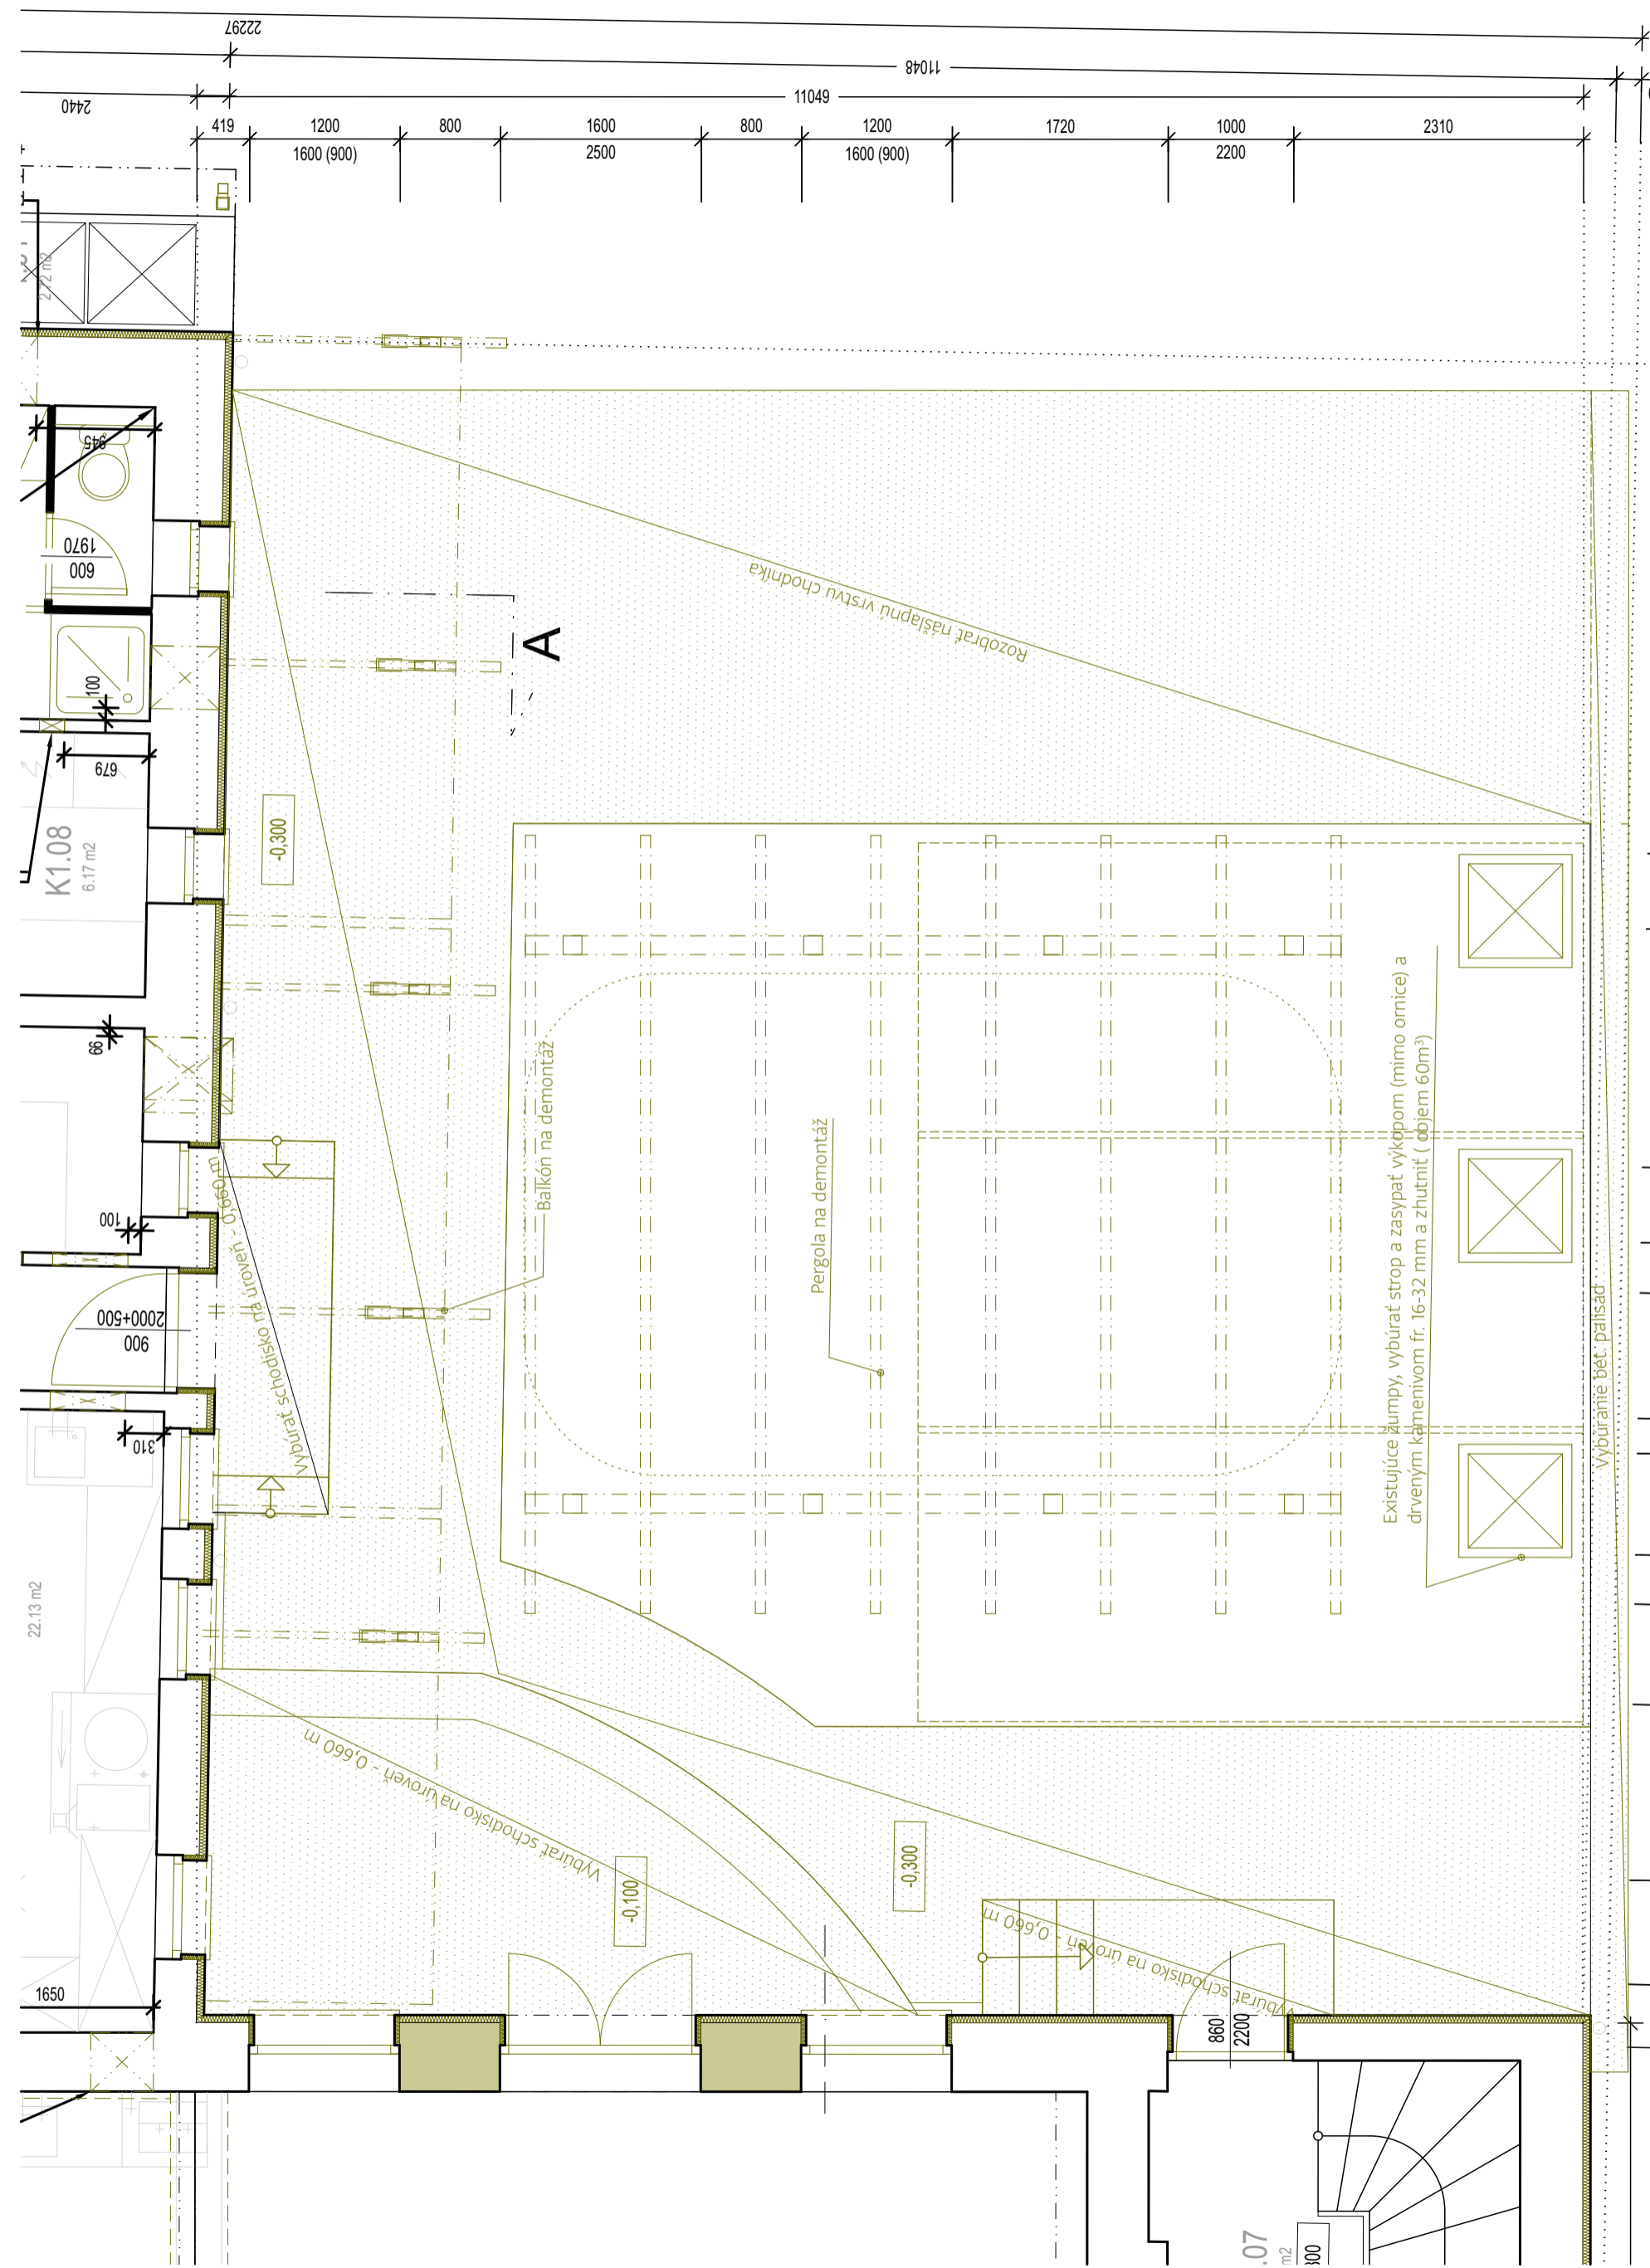 22297
11048
11049
2440
419
1200
800
1600
800
1200
1720
1000
2310
1600 (900)
2500
1600 (900)
2200
2.72 m2
945
1970
600
Rozobrať nášlapnú vrstvu chodníka
A
100
679
K1.08
6.17 m2
-0,300
99
Balkón na demontáž
Pergola na demontáž
Existujúce žumpy, vybúrať strop a zasypať výkopom (mimo ornice) a
drveným kamenivom fr. 16-32 mm a zhutniť ( objem 60m³)
Vybúranie bet. palisád
100
Vybúrať schodisko na úroveň - 0,660 m
2000+500
900
310
22.13 m2
Vybúrať schodisko na úroveň - 0,660 m
-0,100
-0,300
Vybúrať schodisko na úroveň - 0,660 m
1650
860
2200
.07
m2